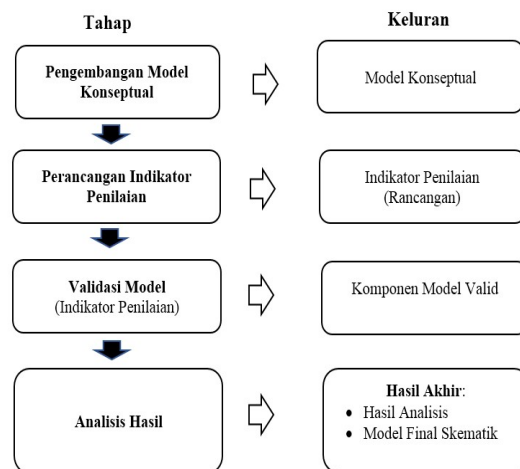 Tahap
Keluran
Pengembangan Model
Konseptual
Model Konseptual
Perancangan Indikator
Penilaian
Indikator Penilaian
(Rancangan)
Validasi Model
(Indikator Penilaian)
Komponen Model Valid
Analisis Hasil
Hasil Akhir:
• Hasil Analisis
• Model Final Skematik